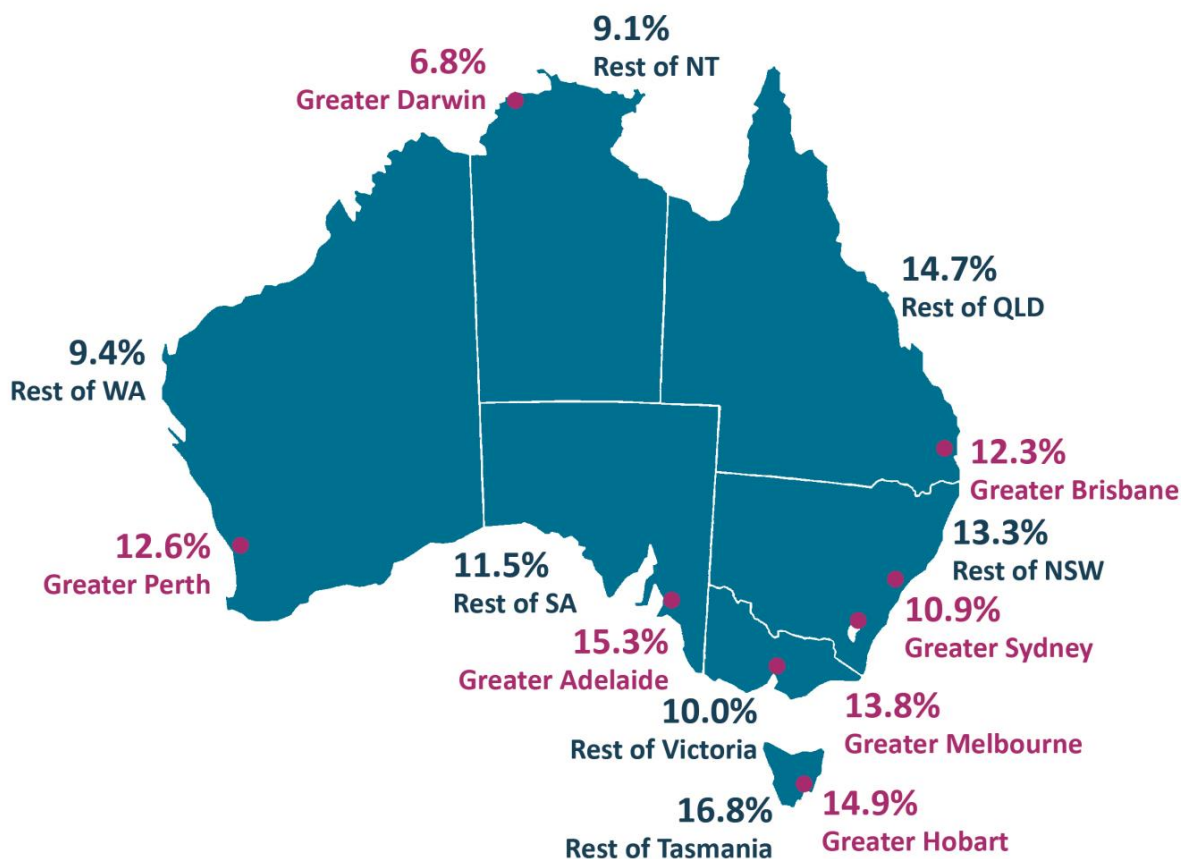 9.1%
Rest of NT
6.8%
Greater Darwin
14.7%
Rest of QLD
9.4%
Rest of WA
12.3%
Greater Brisbane
12.6%
Greater Perth
13.3%
Rest of NSW
11.5%
Rest of SA
10.9%
Greater Sydney
15.3%
Greater Adelaide
10.0%
Rest of Victoria
13.8%
Greater Melbourne
16.8%
Rest of Tasmania
14.9%
Greater Hobart